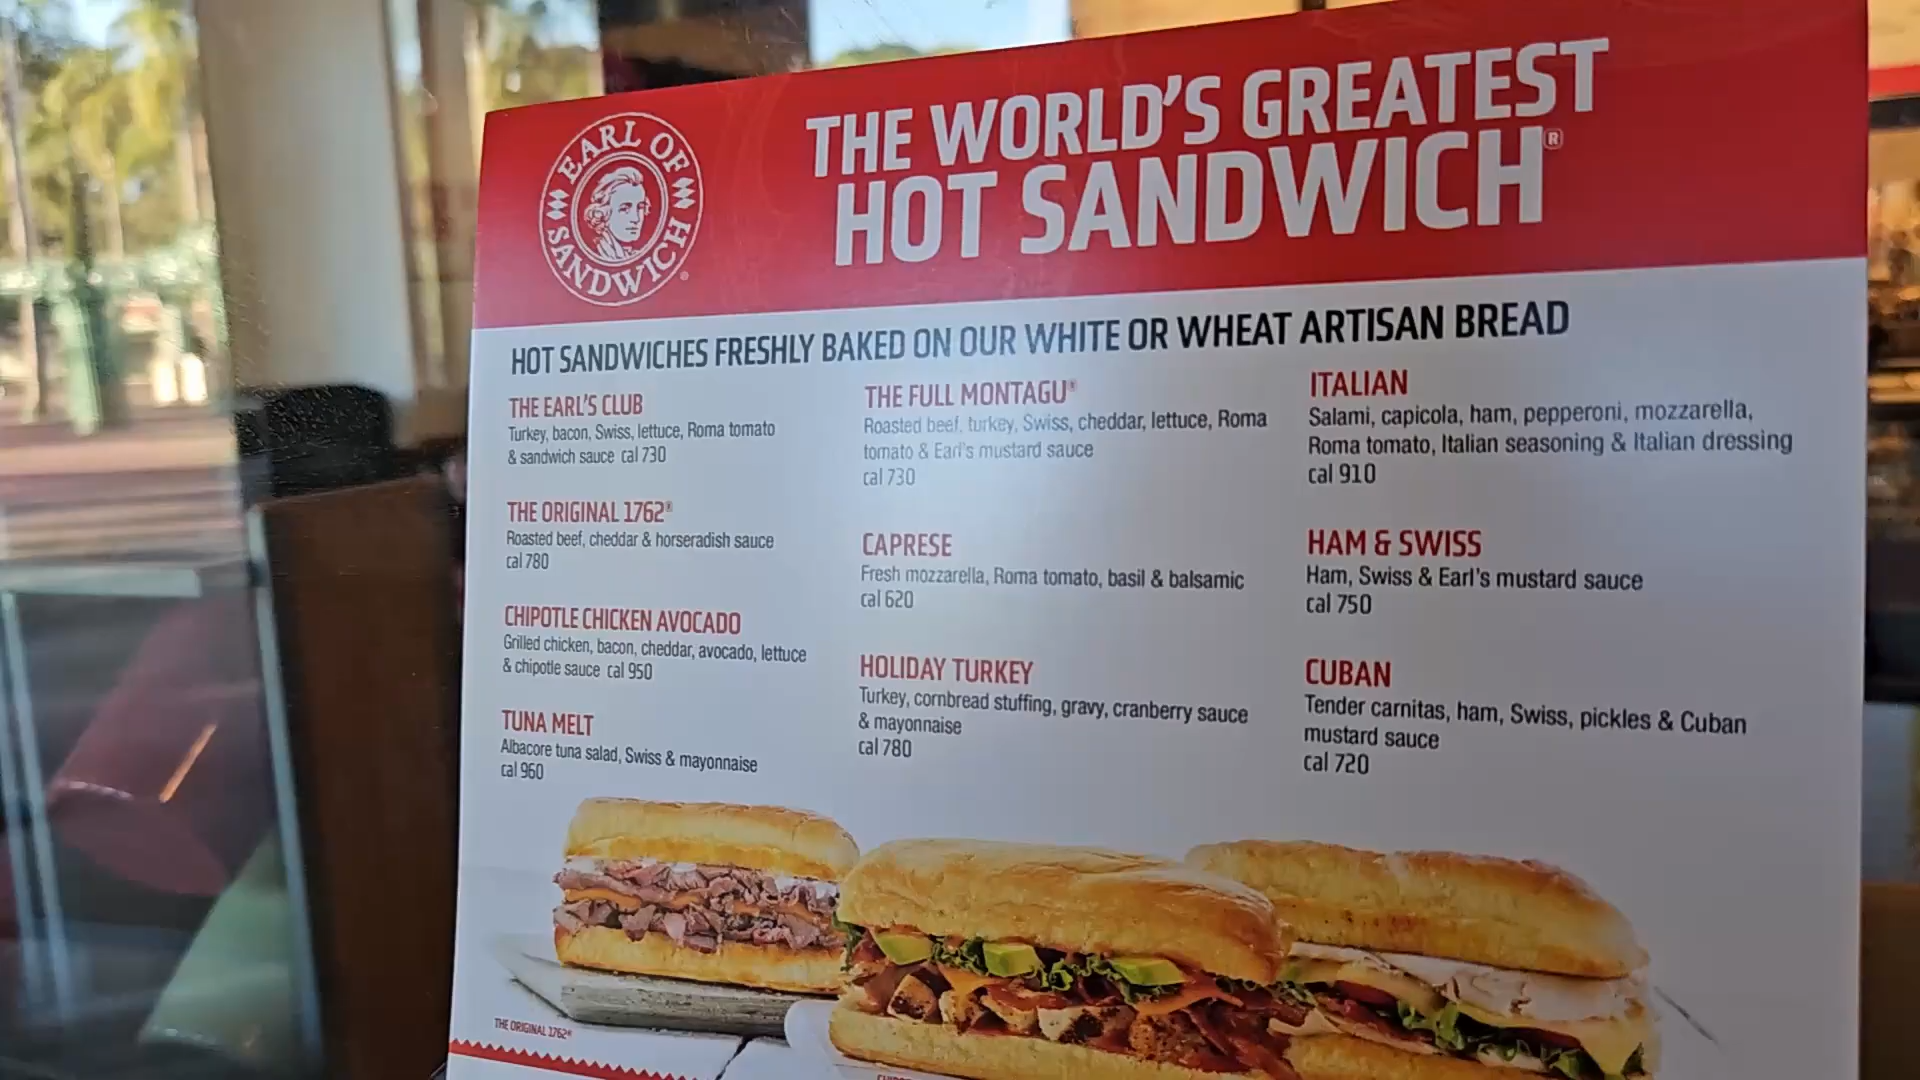 EARL OF
SANDWICH®
THE WORLD'S GREATEST
HOT SANDWICH®
HOT SANDWICHES FRESHLY BAKED ON OUR WHITE OR WHEAT ARTISAN BREAD
THE EARL'S CLUB
Turkey, bacon, Swiss, lettuce, Roma tomato
& sandwich sauce cal 730
THE ORIGINAL 1762®
Roasted beef, cheddar & horseradish sauce
cal 780
CHIPOTLE CHICKEN AVOCADO
Grilled chicken, bacon, cheddar, avocado, lettuce
& chipotle sauce cal 950
TUNA MELT
Albacore tuna salad, Swiss & mayonnaise
cal 960
THE FULL MONTAGU®
Roasted beef, turkey, Swiss, cheddar, lettuce, Roma
tomato & Earl's mustard sauce
cal 730
CAPRESE
Fresh mozzarella, Roma tomato, basil & balsamic
cal 620
HOLIDAY TURKEY
Turkey, cornbread stuffing, gravy, cranberry sauce
& mayonnaise
cal 780
ITALIAN
Salami, capicola, ham, pepperoni, mozzarella,
Roma tomato, Italian seasoning & Italian dressing
cal 910
HAM & SWISS
Ham, Swiss & Earl's mustard sauce
cal 750
CUBAN
Tender carnitas, ham, Swiss, pickles & Cuban
mustard sauce
cal 720
THE ORIGINAL 1762®